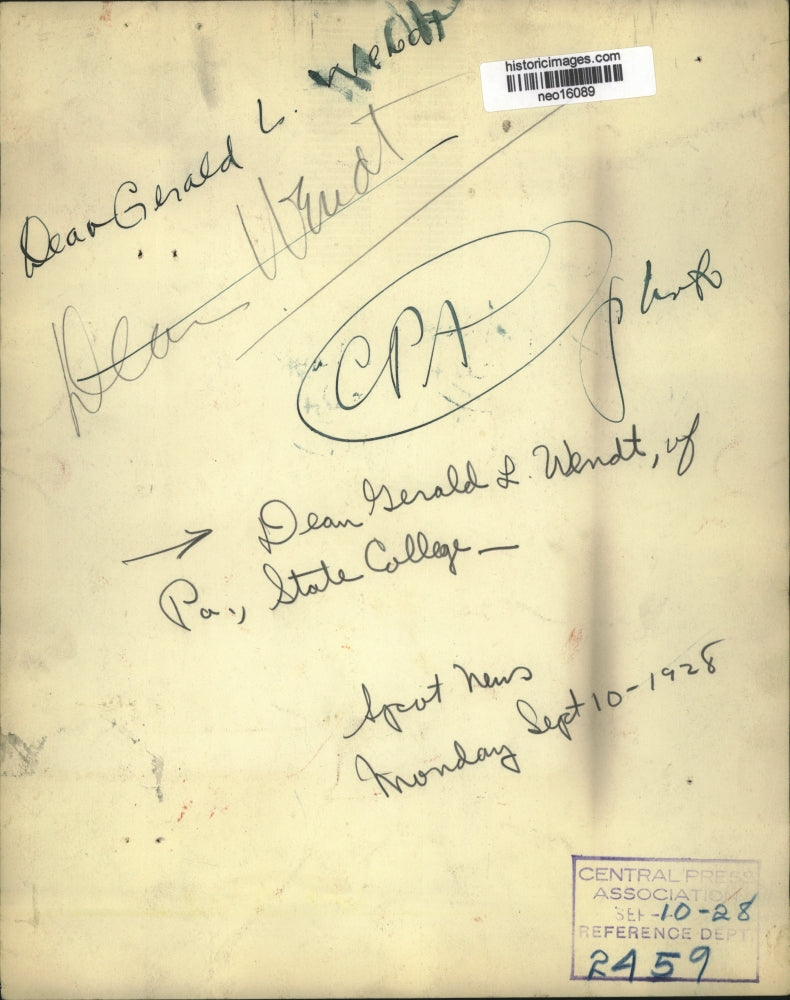 historicimages.com
neo16089
Dean Gerald L. Wendt
Dean Wendt
CPA photo
Dean Gerald L. Wendt, of
Pa., State College —
Spot News
Monday Sept 10-1928
CENTRAL PRESS
ASSOCIATION
SEP-10-28
REFERENCE DEPT
2459